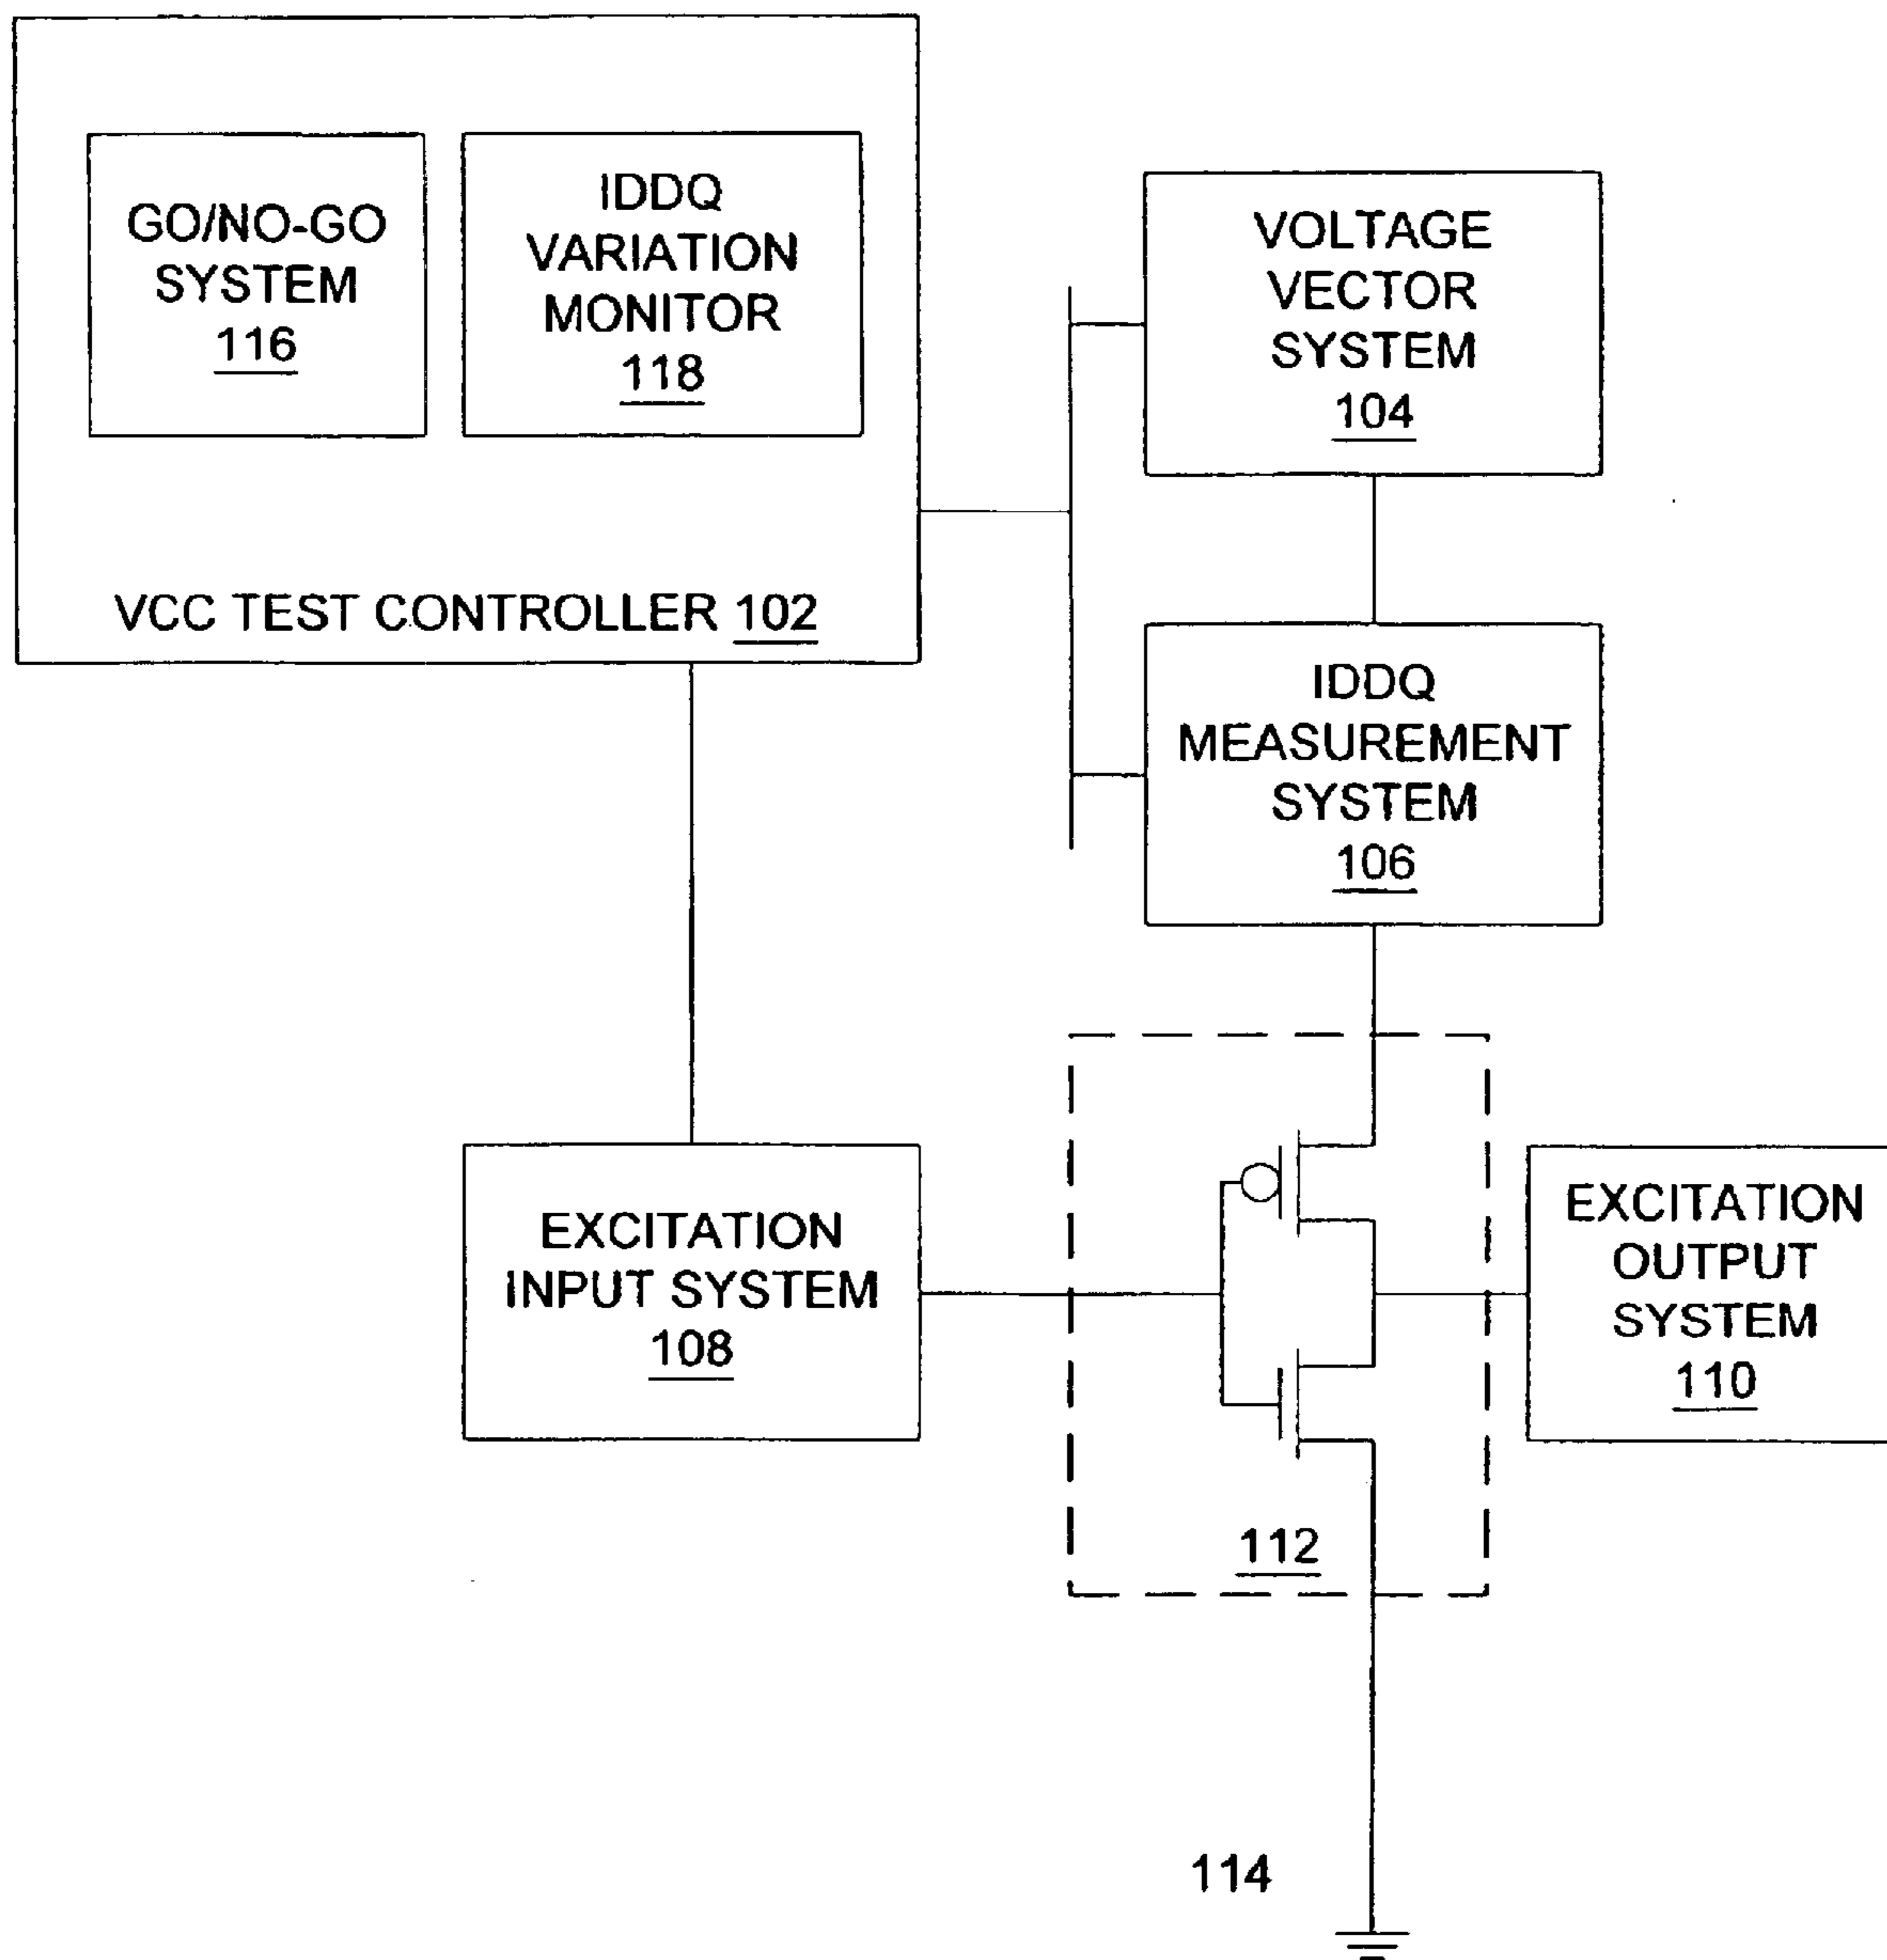 GO/NO-GO
SYSTEM
116
IDDQ
VARIATION
MONITOR
118
VCC TEST CONTROLLER 102
VOLTAGE
VECTOR
SYSTEM
104
IDDQ
MEASUREMENT
SYSTEM
106
EXCITATION
INPUT SYSTEM
108
EXCITATION
OUTPUT
SYSTEM
110
112
114